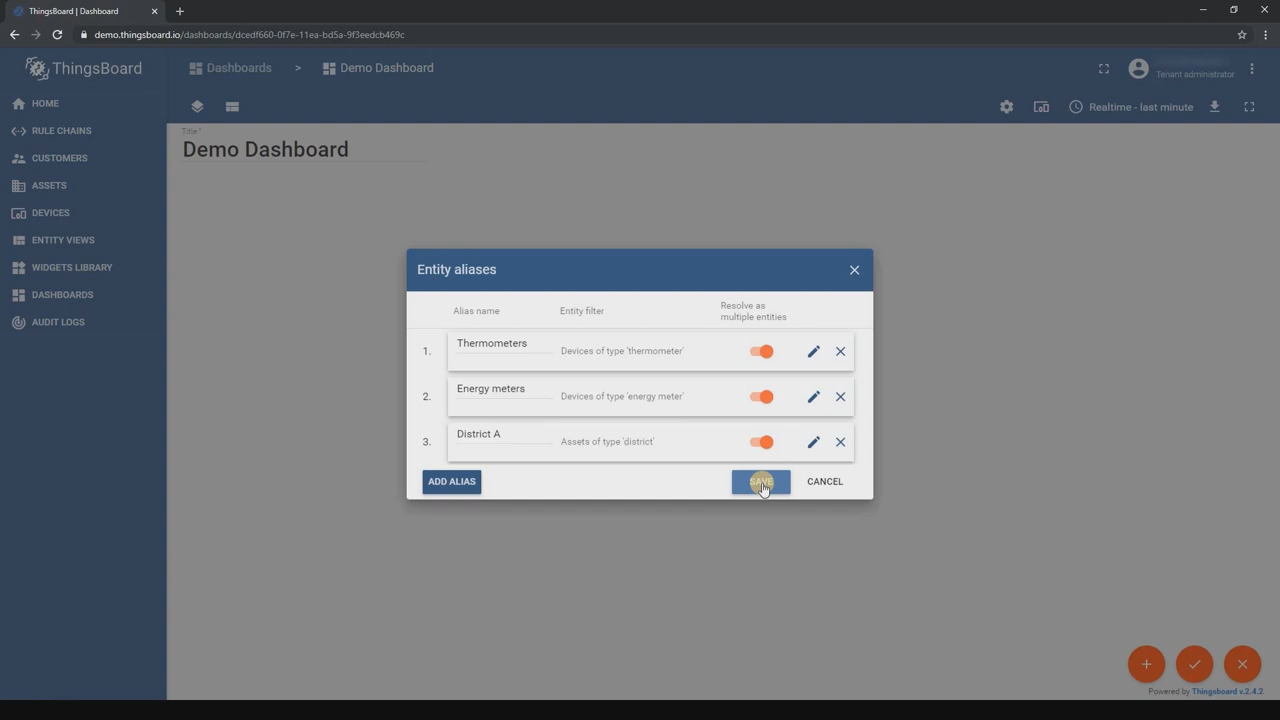 ThingsBoard | Dashboard
demo.thingsboard.io/dashboards/dcedf660-0f7e-11ea-bd5a-9f3eedcb469c
ThingsBoard
Dashboards > Demo Dashboard
Tenant administrator
HOME
RULE CHAINS
CUSTOMERS
ASSETS
DEVICES
ENTITY VIEWS
WIDGETS LIBRARY
DASHBOARDS
AUDIT LOGS
Realtime - last minute
Title *
Demo Dashboard
Entity aliases
Alias name Entity filter Resolve as
multiple entities
1. Thermometers Devices of type 'thermometer'
2. Energy meters Devices of type 'energy meter'
3. District A Assets of type 'district'
ADD ALIAS SAVE CANCEL
Powered by Thingsboard v.2.4.2